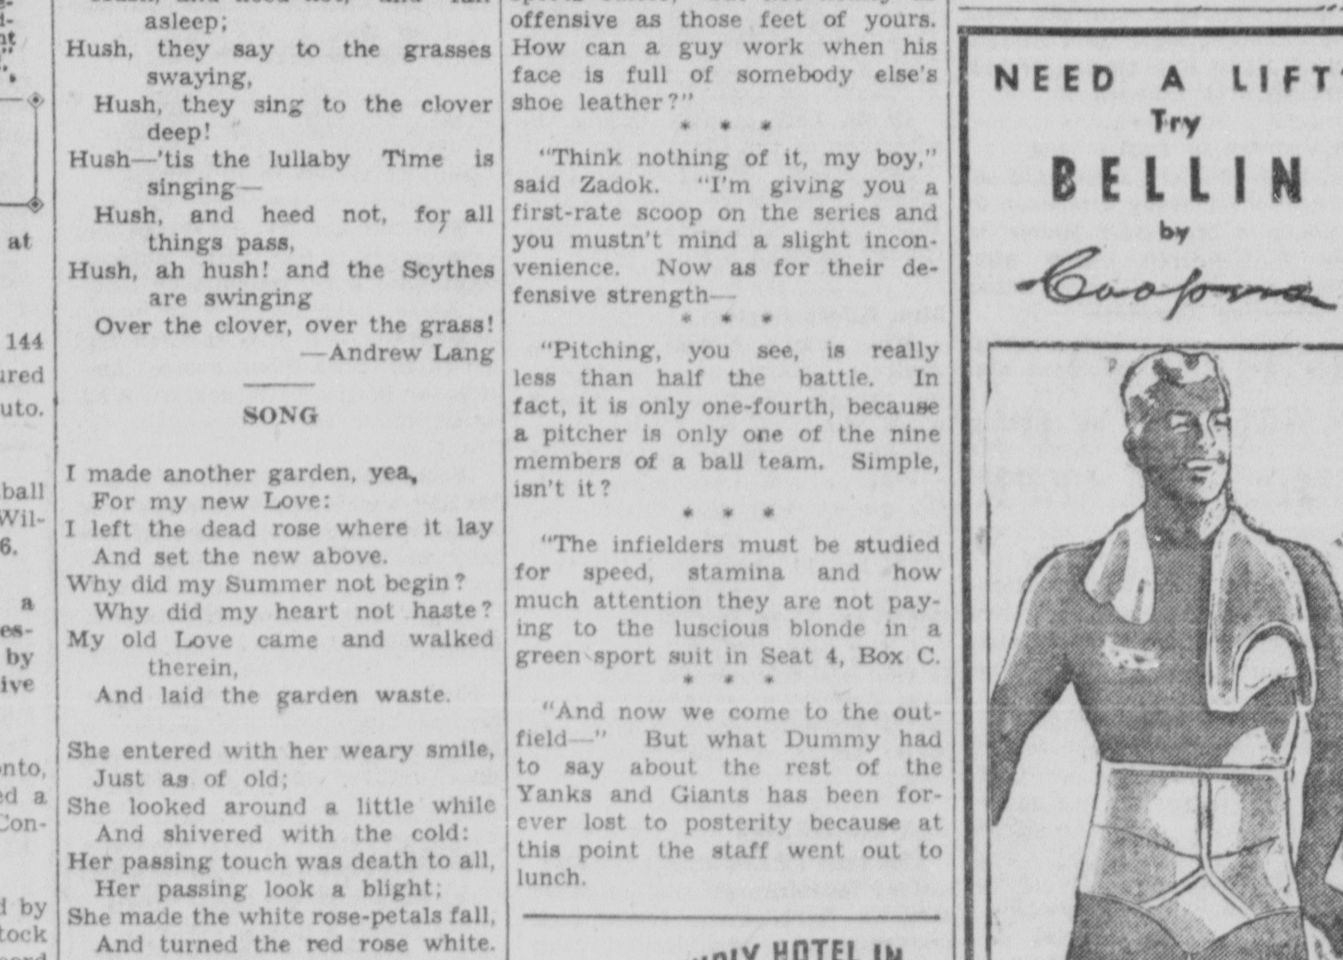 at
144
ured
uto.
ball
Wil-
6.
a
es-
by
ive
onto,
ed a
Con-
d by
tock
asleep;
Hush, they say to the grasses
swaying,
Hush, they sing to the clover
deep!
Hush—'tis the lullaby Time is
singing—
Hush, and heed not, for all
things pass,
Hush, ah hush! and the Scythes
are swinging
Over the clover, over the grass!
—Andrew Lang
SONG
I made another garden, yea,
For my new Love:
I left the dead rose where it lay
And set the new above.
Why did my Summer not begin?
Why did my heart not haste?
My old Love came and walked
therein,
And laid the garden waste.
She entered with her weary smile,
Just as of old;
She looked around a little while
And shivered with the cold:
Her passing touch was death to all,
Her passing look a blight;
She made the white rose-petals fall,
And turned the red rose white.
offensive as those feet of yours.
How can a guy work when his
face is full of somebody else's
shoe leather?"
* * *
"Think nothing of it, my boy,"
said Zadok. "I'm giving you a
first-rate scoop on the series and
you mustn't mind a slight incon-
venience. Now as for their de-
fensive strength—
* * *
"Pitching, you see, is really
less than half the battle. In
fact, it is only one-fourth, because
a pitcher is only one of the nine
members of a ball team. Simple,
isn't it?
* * *
"The infielders must be studied
for speed, stamina and how
much attention they are not pay-
ing to the luscious blonde in a
green sport suit in Seat 4, Box C.
* * *
"And now we come to the out-
field—" But what Dummy had
to say about the rest of the
Yanks and Giants has been for-
ever lost to posterity because at
this point the staff went out to
lunch.
HOTEL IN
NEED A LIFT
Try
BELLIN
by
Coopers